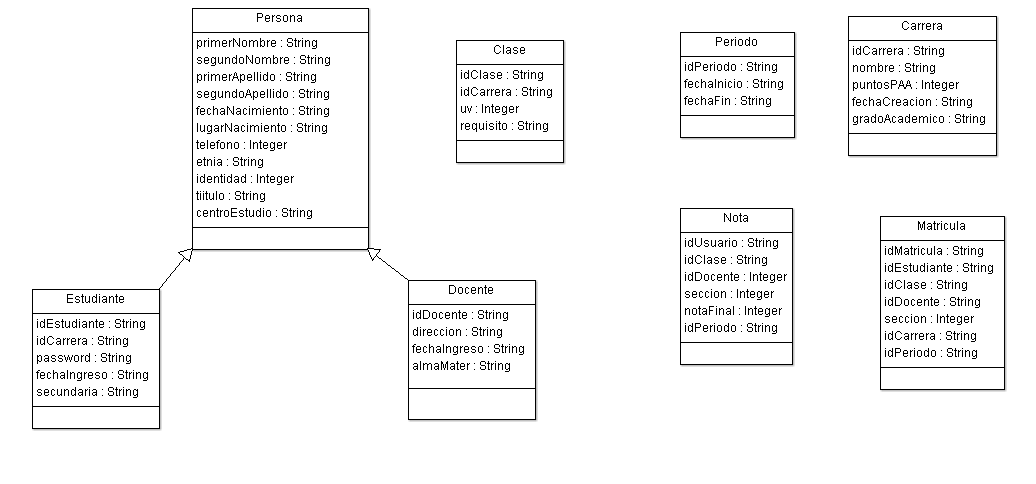 Persona
primerNombre : String
segundoNombre : String
primerApellido : String
segundoApellido : String
fechaNacimiento : String
lugarNacimiento : String
telefono : Integer
etnia : String
identidad : Integer
tiitulo : String
centroEstudio : String
Clase
idClase : String
idCarrera : String
uv : Integer
requisito : String
Periodo
idPeriodo : String
fechaInicio : String
fechaFin : String
Carrera
idCarrera : String
nombre : String
puntosPAA : Integer
fechaCreacion : String
gradoAcademico : String
Estudiante
idEstudiante : String
idCarrera : String
password : String
fechaIngreso : String
secundaria : String
Docente
idDocente : String
direccion : String
fechaIngreso : String
almaMater : String
Nota
idUsuario : String
idClase : String
idDocente : Integer
seccion : Integer
notaFinal : Integer
idPeriodo : String
Matricula
idMatricula : String
idEstudiante : String
idClase : String
idDocente : String
seccion : Integer
idCarrera : String
idPeriodo : String